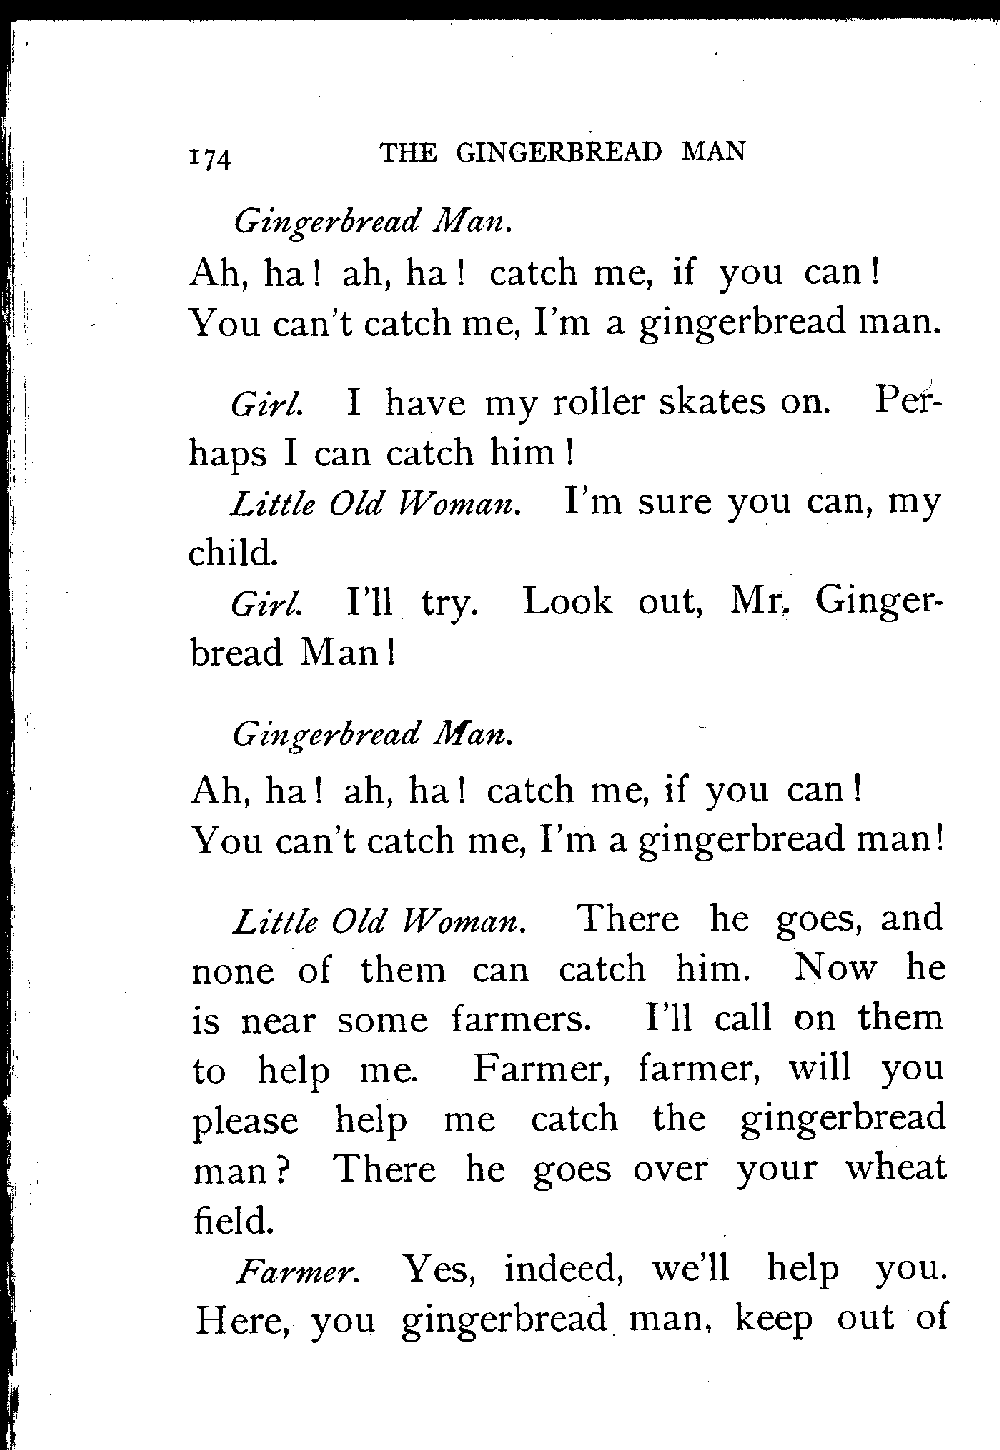 174 THE GINGERBREAD MAN
Gingerbread Man.
Ah, ha! ah, ha! catch me, if you can!
You can't catch me, I'm a gingerbread man.
Girl. I have my roller skates on. Per-
haps I can catch him!
Little Old Woman. I'm sure you can, my
child.
Girl. I'll try. Look out, Mr. Ginger-
bread Man!
Gingerbread Man.
Ah, ha! ah, ha! catch me, if you can!
You can't catch me, I'm a gingerbread man!
Little Old Woman. There he goes, and
none of them can catch him. Now he
is near some farmers. I'll call on them
to help me. Farmer, farmer, will you
please help me catch the gingerbread
man? There he goes over your wheat
field.
Farmer. Yes, indeed, we'll help you.
Here, you gingerbread man, keep out of